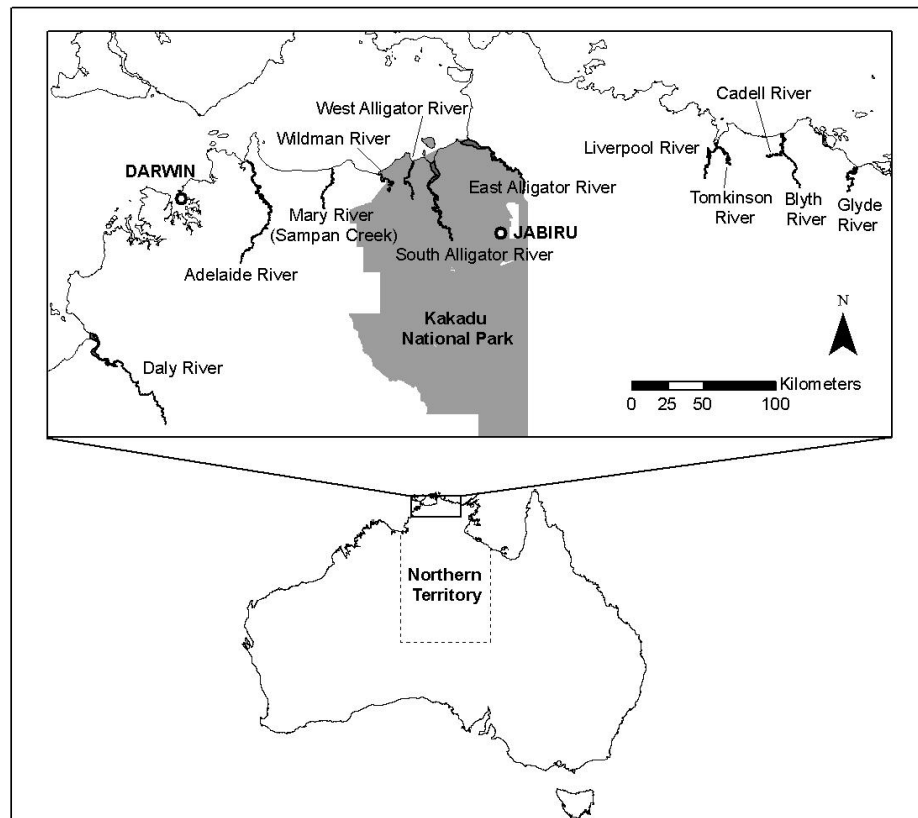 West Alligator River
Cadell River
Wildman River
Liverpool River
DARWIN
East Alligator River
Tomkinson
River
Blyth
River
Glyde
River
Mary River
(Sampan Creek)
JABIRU
South Alligator River
Adelaide River
N
Kakadu
National Park
Daly River
Kilometers
0 25 50 100
Northern
Territory